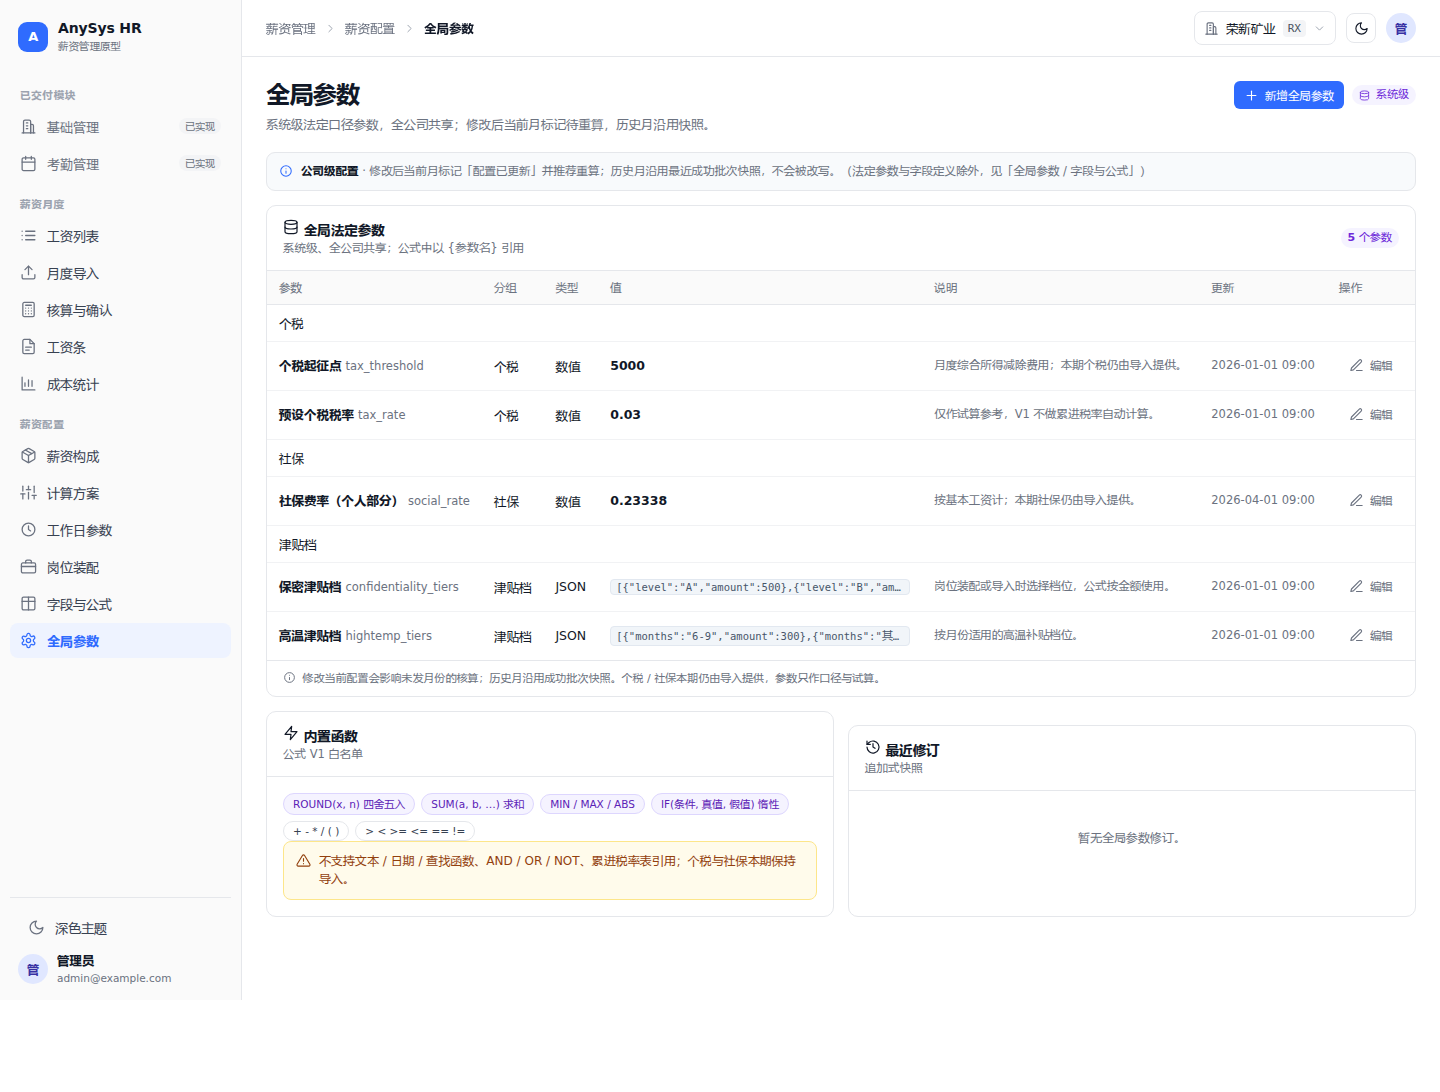 A
AnySys HR
薪资管理原型
已交付模块
基础管理 已实现
考勤管理 已实现
薪资月度
工资列表
月度导入
核算与确认
工资条
成本统计
薪资配置
薪资构成
计算方案
工作日参数
岗位装配
字段与公式
全局参数
深色主题
管
管理员
admin@example.com
薪资管理 薪资配置 全局参数
荣新矿业 RX
管
全局参数
系统级法定口径参数，全公司共享；修改后当前月标记待重算，历史月沿用快照。
新增全局参数
系统级
公司级配置 · 修改后当前月标记「配置已更新」并推荐重算；历史月沿用最近成功批次快照，不会被改写。（法定参数与字段定义除外，见「全局参数 / 字段与公式」）
全局法定参数
系统级、全公司共享；公式中以 {参数名} 引用
5 个参数
参数 分组 类型 值 说明 更新 操作
个税
个税起征点 tax_threshold 个税 数值 5000 月度综合所得减除费用；本期个税仍由导入提供。 2026-01-01 09:00 编辑
预设个税税率 tax_rate 个税 数值 0.03 仅作试算参考，V1 不做累进税率自动计算。 2026-01-01 09:00 编辑
社保
社保费率（个人部分） social_rate 社保 数值 0.23338 按基本工资计；本期社保仍由导入提供。 2026-04-01 09:00 编辑
津贴档
保密津贴档 confidentiality_tiers 津贴档 JSON [{"level":"A","amount":500},{"level":"B","am… 岗位装配或导入时选择档位，公式按金额使用。 2026-01-01 09:00 编辑
高温津贴档 hightemp_tiers 津贴档 JSON [{"months":"6-9","amount":300},{"months":"其… 按月份适用的高温补贴档位。 2026-01-01 09:00 编辑
修改当前配置会影响未发月份的核算；历史月沿用成功批次快照。个税 / 社保本期仍由导入提供，参数只作口径与试算。
内置函数
公式 V1 白名单
ROUND(x, n) 四舍五入 SUM(a, b, …) 求和 MIN / MAX / ABS IF(条件, 真值, 假值) 惰性
+ - * / ( ) > < >= <= == !=
不支持文本 / 日期 / 查找函数、AND / OR / NOT、累进税率表引用；个税与社保本期保持
导入。
最近修订
追加式快照
暂无全局参数修订。